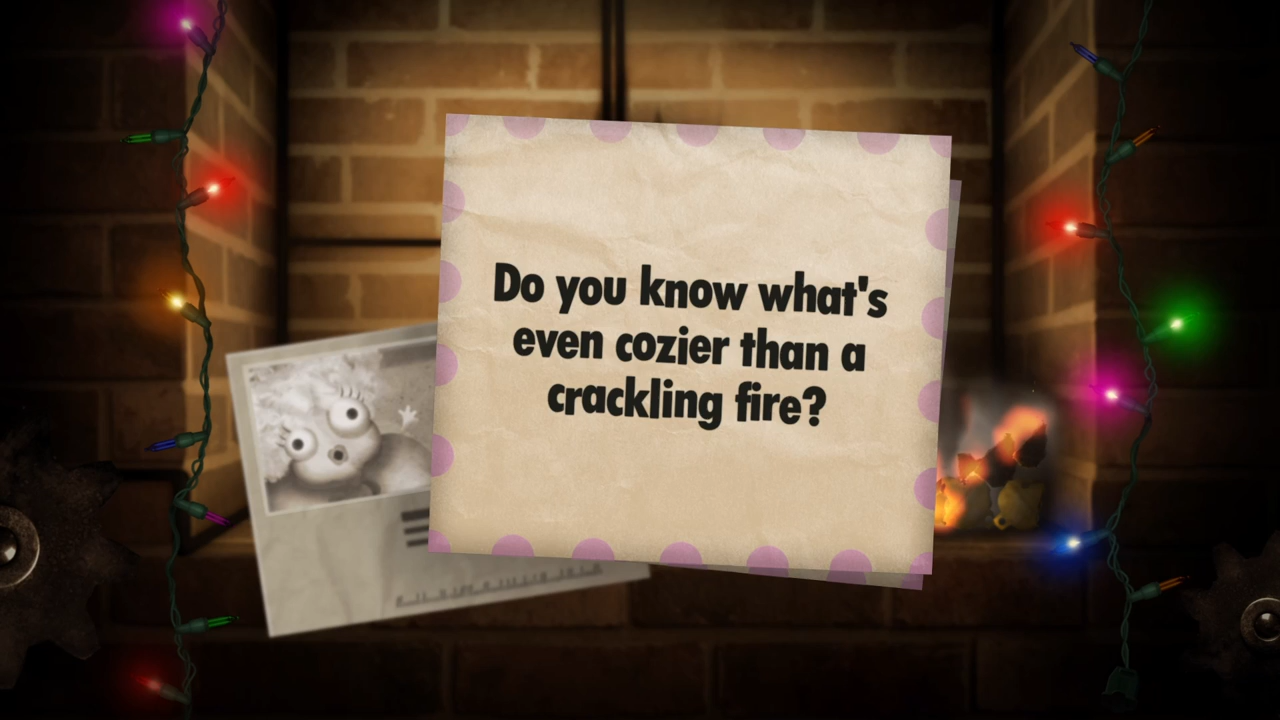 Do you know what's
even cozier than a
crackling fire?